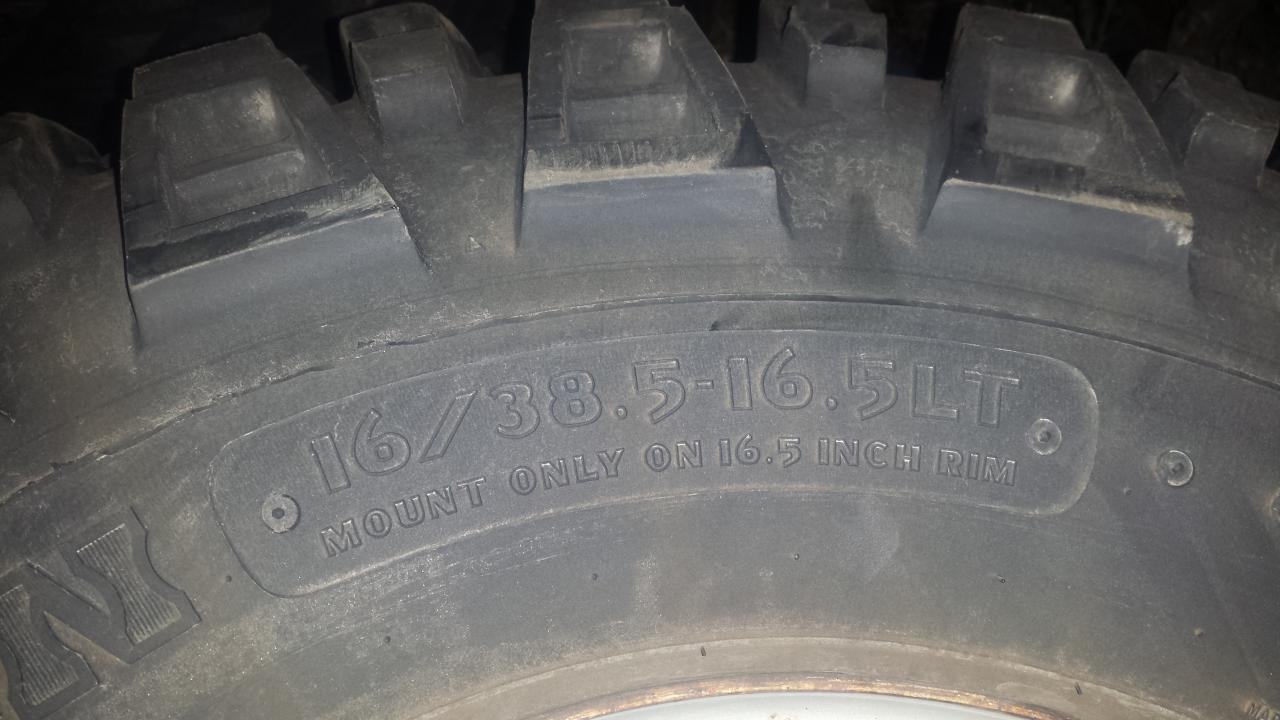 16/38.5-16.5LT
MOUNT ONLY ON 16.5 INCH RIM
N